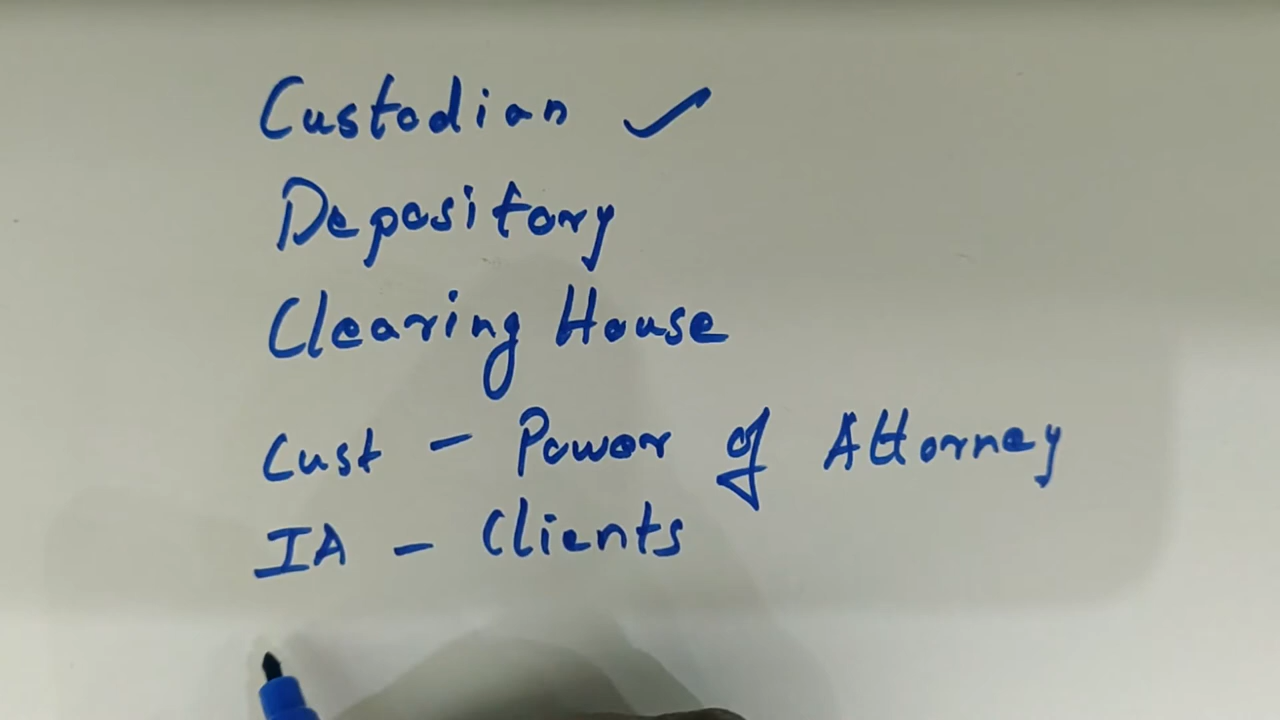 Custodian ✓
Depository
Clearing House
Cust - Power of Attorney
IA - Clients